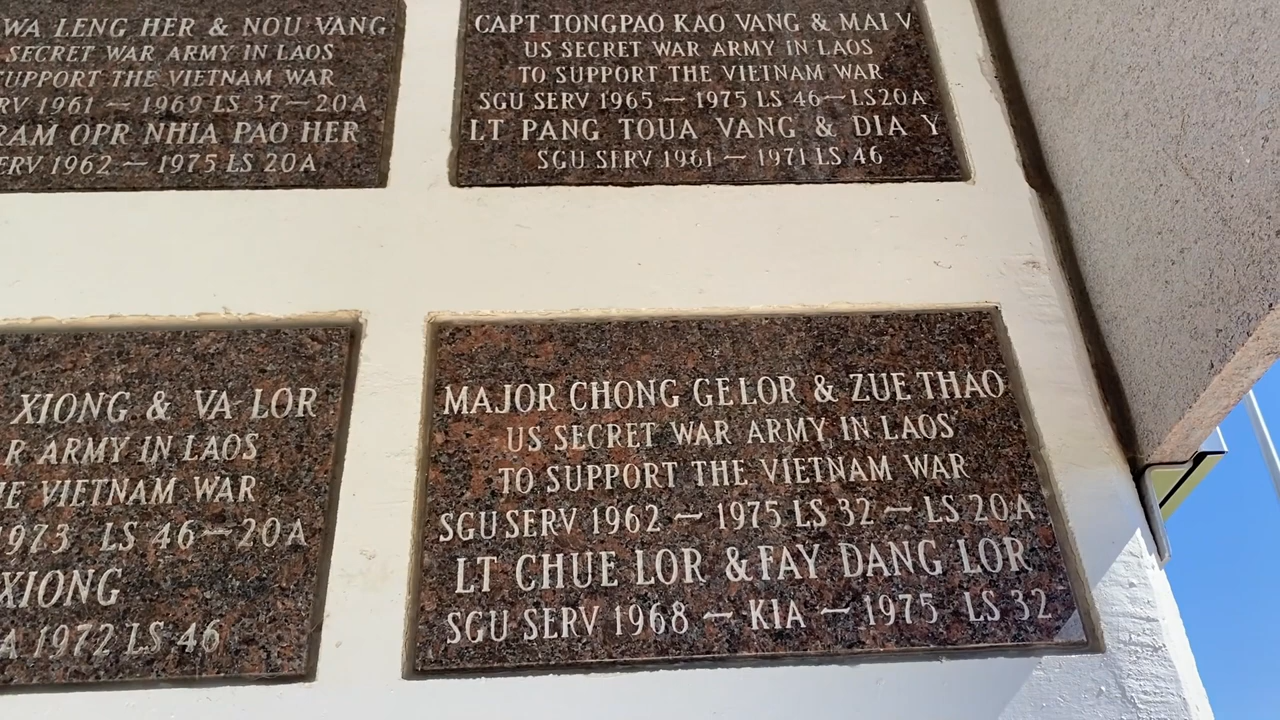 WA LENG HER & NOU VANG
SECRET WAR ARMY IN LAOS
SUPPORT THE VIETNAM WAR
RV 1961 — 1969 LS 37—20A
RAM OPR NHIA PAO HER
ERV 1962 — 1975 LS 20A
CAPT TONGPAO KAO VANG & MAI V
US SECRET WAR ARMY IN LAOS
TO SUPPORT THE VIETNAM WAR
SGU SERV 1965 — 1975 LS 46—LS20A
LT PANG TOUA VANG & DIA Y
SGU SERV 1961 — 1971 LS 46
XIONG & VA LOR
R ARMY IN LAOS
HE VIETNAM WAR
1973 LS 46—20A
XIONG
A 1972 LS 46
MAJOR CHONG GELOR & ZUE THAO
US SECRET WAR ARMY IN LAOS
TO SUPPORT THE VIETNAM WAR
SGU SERV 1962 — 1975 LS 32 — LS 20A
LT CHUE LOR & FAY DANG LOR
SGU SERV 1968 — KIA — 1975 LS 32